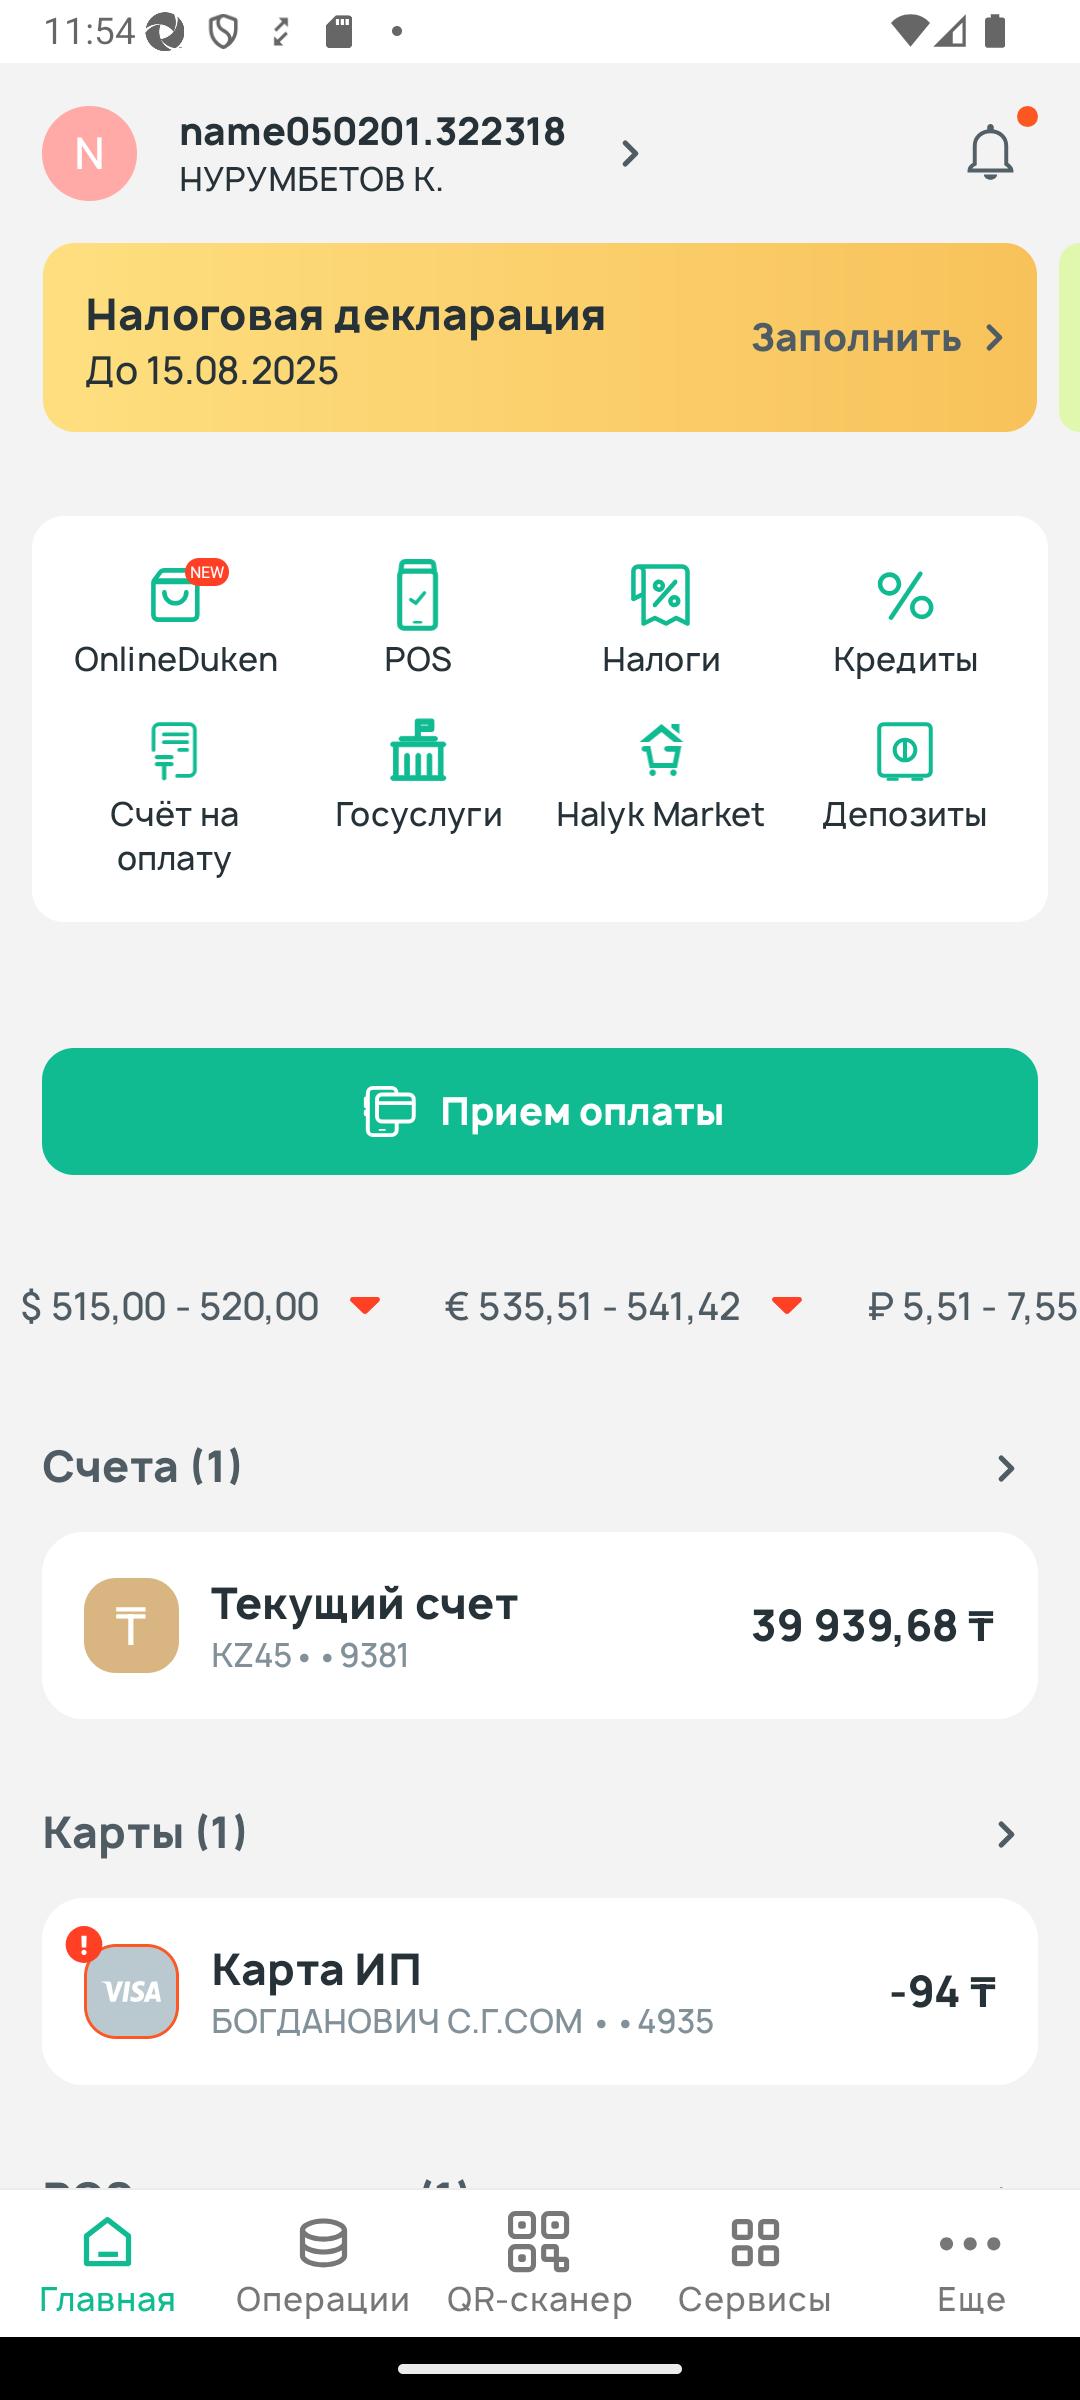 11:54
N
name050201.322318
НУРУМБЕТОВ К.
Налоговая декларация
До 15.08.2025
Заполнить
NEW
OnlineDuken
POS
Налоги
Кредиты
Счёт на
оплату
Госуслуги
Halyk Market
Депозиты
Прием оплаты
$ 515,00 - 520,00
€ 535,51 - 541,42
₽ 5,51 - 7,55
Счета (1)
₸
Текущий счет
KZ45 • • 9381
39 939,68 ₸
Карты (1)
!
VISA
Карта ИП
БОГДАНОВИЧ С.Г.COM • • 4935
-94 ₸
Главная
Операции
QR-сканер
Сервисы
Еще